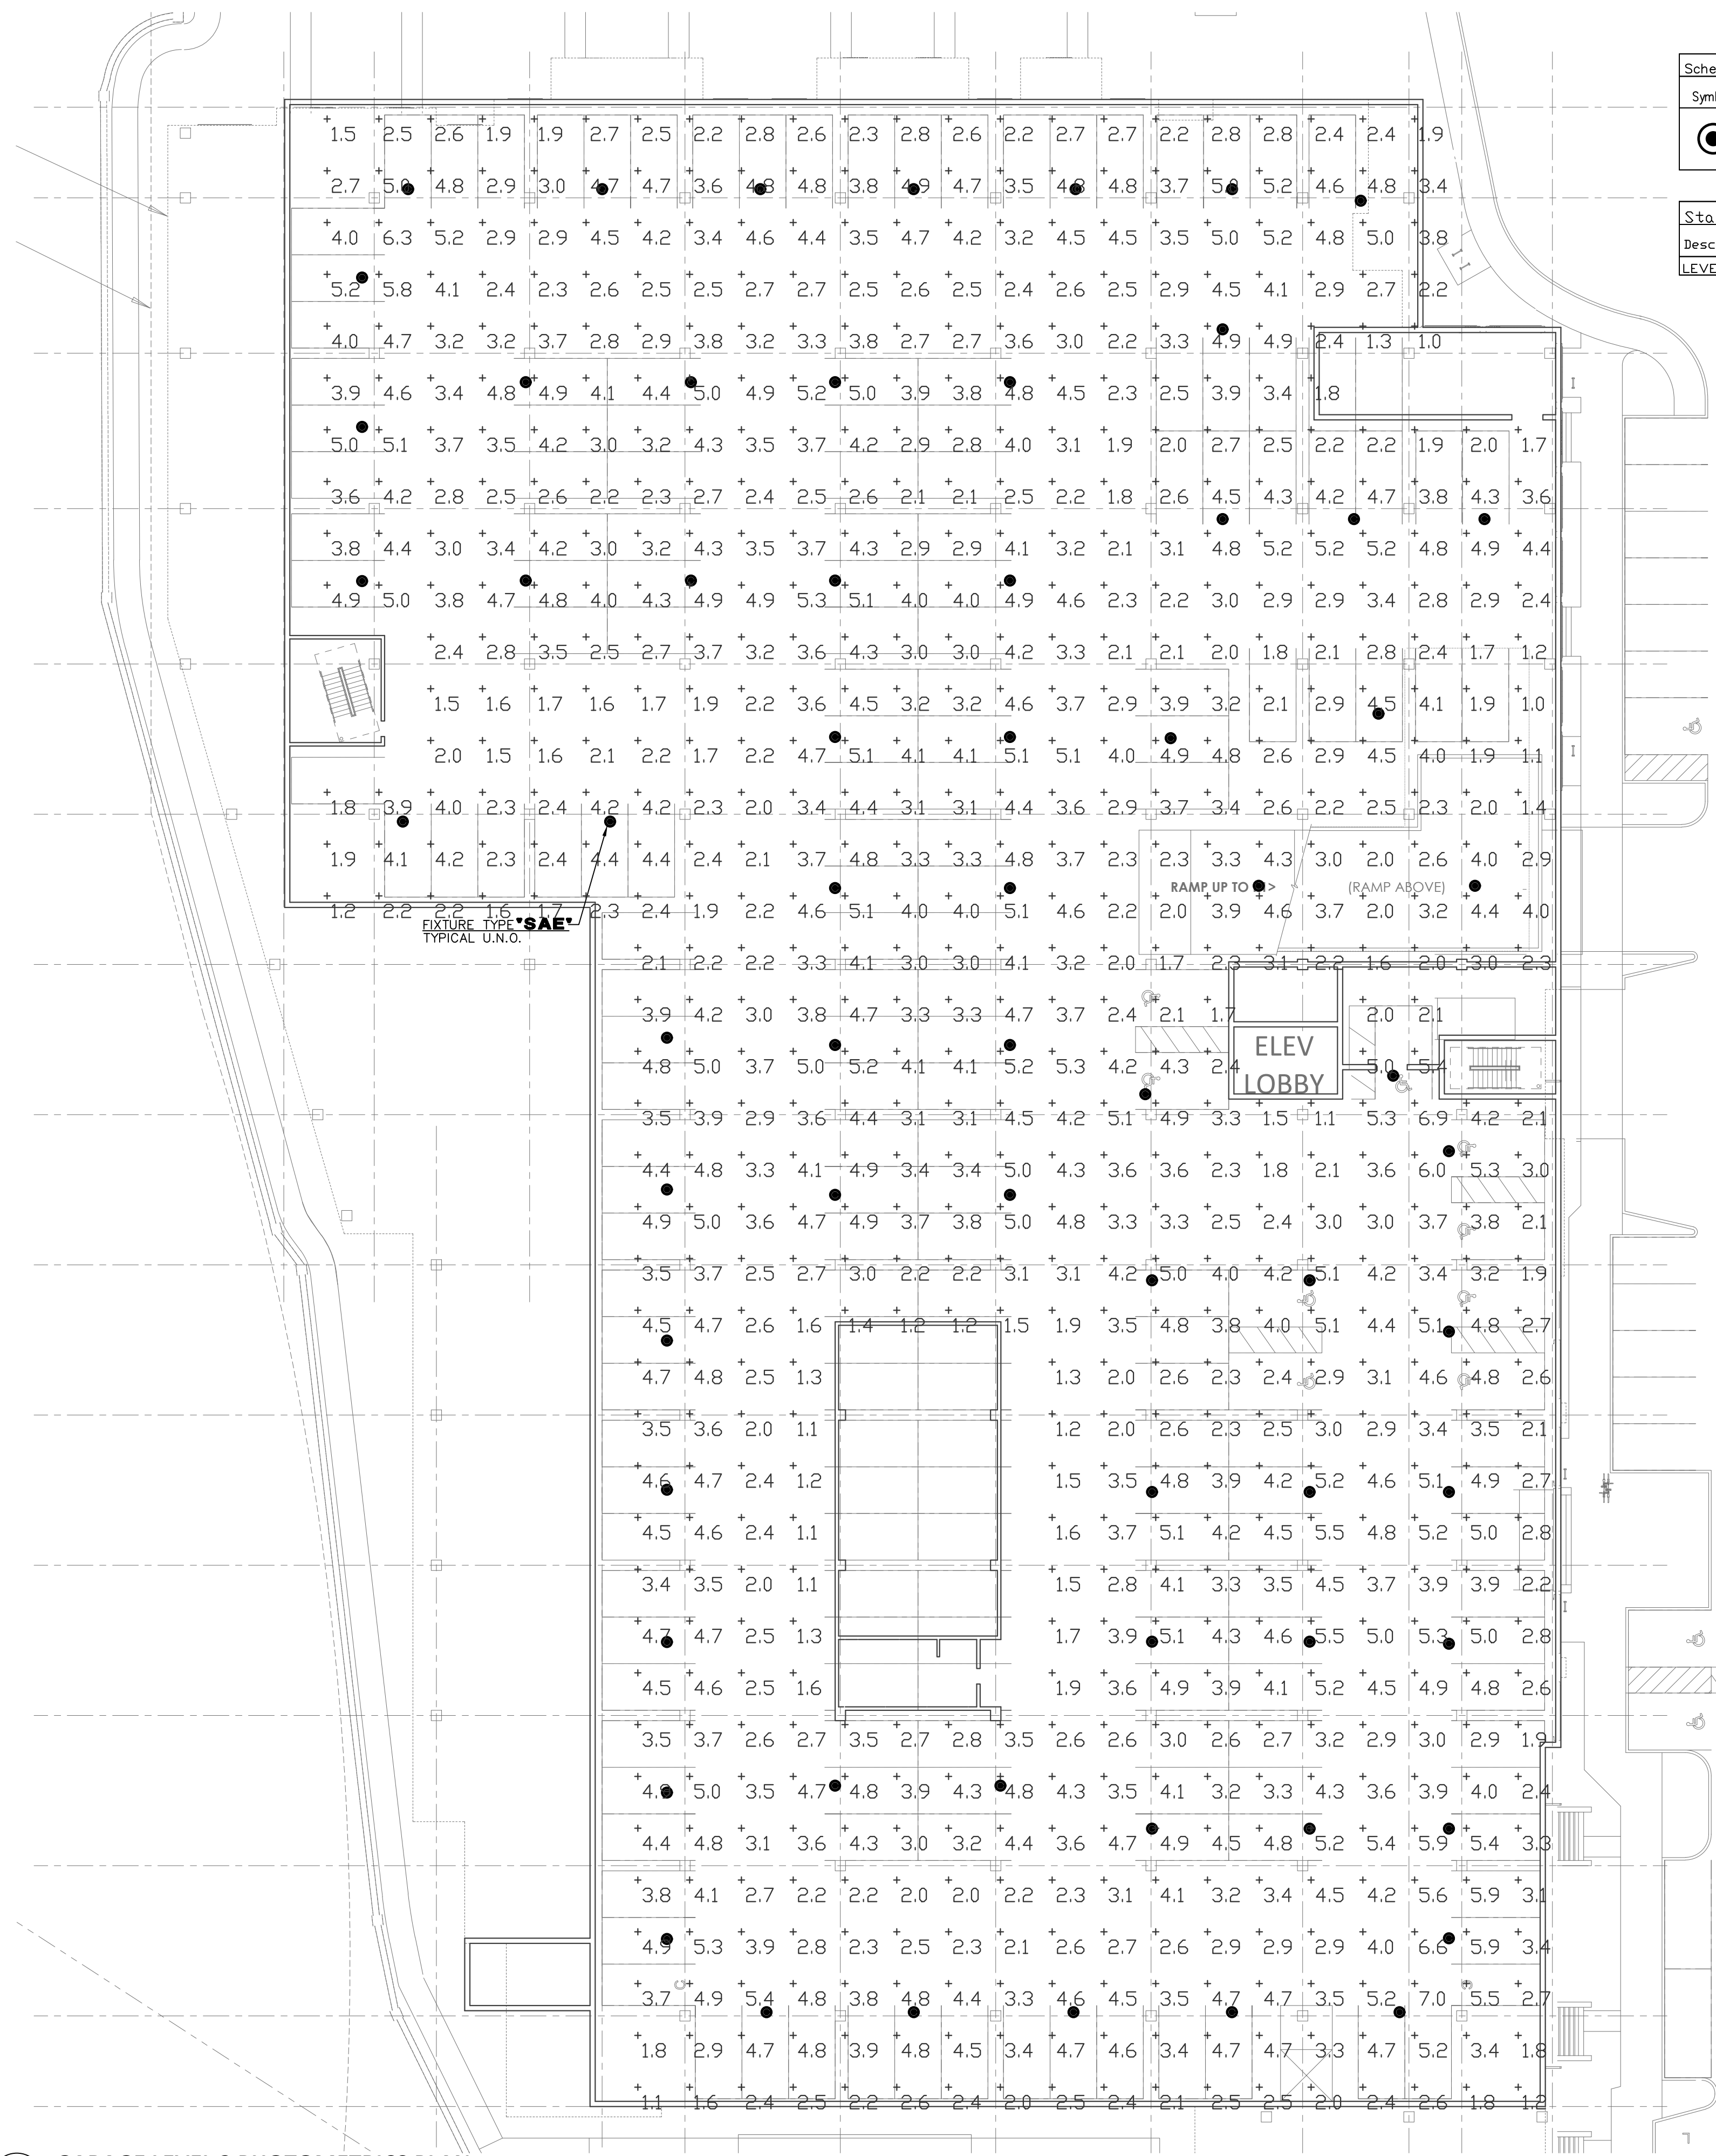 Sche
Sym
Sta
Desc
LEVE
1.5 2.5 2.6 1.9 1.9 2.7 2.5 2.2 2.8 2.6 2.3 2.8 2.6 2.2 2.7 2.7 2.2 2.8 2.8 2.4 2.4 1.9
2.7 4.8 2.9 3.0 4.7 4.7 3.6 4.8 4.8 3.8 4.9 4.7 3.5 4.8 4.8 3.7 5.2 4.6 4.8 3.4
4.0 6.3 5.2 2.9 2.9 4.5 4.2 3.4 4.6 4.4 3.5 4.7 4.2 3.2 4.5 4.5 3.5 5.0 5.2 4.8 5.0 3.8
5.2 5.8 4.1 2.4 2.3 2.6 2.5 2.5 2.7 2.7 2.5 2.6 2.5 2.4 2.6 2.5 2.9 4.5 4.1 2.9 2.7 2.2
4.0 4.7 3.2 3.2 3.7 2.8 2.9 3.8 3.2 3.3 3.8 2.7 2.7 3.6 3.0 2.2 3.3 4.9 4.9 2.4 1.3 1.0
3.9 4.6 3.4 4.8 4.9 4.1 4.4 5.0 4.9 5.2 5.0 3.9 3.8 4.8 4.5 2.3 2.5 3.9 3.4 1.8
5.0 5.1 3.7 3.5 4.2 3.0 3.2 4.3 3.5 3.7 4.2 2.9 2.8 4.0 3.1 1.9 2.0 2.7 2.5 2.2 2.2 1.9 2.0 1.7
3.6 4.2 2.8 2.5 2.6 2.2 2.3 2.7 2.4 2.5 2.6 2.1 2.1 2.5 2.2 1.8 2.6 4.5 4.3 4.2 4.7 3.8 4.3 3.6
3.8 4.4 3.0 3.4 4.2 3.0 3.2 4.3 3.5 3.7 4.3 2.9 2.9 4.1 3.2 2.1 3.1 4.8 5.2 5.2 5.2 4.8 4.9 4.4
4.9 5.0 3.8 4.7 4.8 4.0 4.3 4.9 4.9 5.3 5.1 4.0 4.0 4.9 4.6 2.3 2.2 3.0 2.9 2.9 3.4 2.8 2.9 2.4
2.4 2.8 3.5 2.5 2.7 3.7 3.2 3.6 4.3 3.0 3.0 4.2 3.3 2.1 2.1 2.0 1.8 2.1 2.8 2.4 1.7 1.2
1.5 1.6 1.7 1.6 1.7 1.9 2.2 3.6 4.5 3.2 3.2 4.6 3.7 2.9 3.9 3.2 2.1 2.9 4.5 4.1 1.9 1.0
2.0 1.5 1.6 2.1 2.2 1.7 2.2 4.7 5.1 4.1 4.1 5.1 5.1 4.0 4.9 4.8 2.6 2.9 4.5 4.0 1.9 1.1
1.8 3.9 4.0 2.3 2.4 4.2 4.2 2.3 2.0 3.4 4.4 3.1 3.1 4.4 3.6 2.9 3.7 3.4 2.6 2.2 2.5 2.3 2.0 1.4
1.9 4.1 4.2 2.3 2.4 4.4 4.4 2.4 2.1 3.7 4.8 3.3 3.3 4.8 3.7 2.3 2.3 3.3 4.3 3.0 2.0 2.6 4.0 2.9
RAMP UP TO > (RAMP ABOVE)
1.2 2.2 2.2 1.6 1.7 2.3 2.4 1.9 2.2 4.6 5.1 4.0 4.0 5.1 4.6 2.2 2.0 3.9 4.6 3.7 2.0 3.2 4.4 4.0
FIXTURE TYPE "SAE"
TYPICAL U.N.O.
2.1 2.2 2.2 3.3 4.1 3.0 3.0 4.1 3.2 2.0 1.7 2.3 3.1 2.2 1.6 2.0 3.0 2.3
3.9 4.2 3.0 3.8 4.7 3.3 3.3 4.7 3.7 2.4 2.1 1.7 2.0 2.1
ELEV
LOBBY
4.8 5.0 3.7 5.0 5.2 4.1 4.1 5.2 5.3 4.2 4.3 2.4 5.0 5.4
3.5 3.9 2.9 3.6 4.4 3.1 3.1 4.5 4.2 5.1 4.9 3.3 1.5 1.1 5.3 6.9 4.2 2.1
4.4 4.8 3.3 4.1 4.9 3.4 3.4 5.0 4.3 3.6 3.6 2.3 1.8 2.1 3.6 6.0 5.3 3.0
4.9 5.0 3.6 4.7 4.9 3.7 3.8 5.0 4.8 3.3 3.3 2.5 2.4 3.0 3.0 3.7 3.8 2.1
3.5 3.7 2.5 2.7 3.0 2.2 2.2 3.1 3.1 4.2 5.0 4.0 4.2 5.1 4.2 3.4 3.2 1.9
4.5 4.7 2.6 1.6 1.4 1.2 1.2 1.5 1.9 3.5 4.8 3.8 4.0 5.1 4.4 5.1 4.8 2.7
4.7 4.8 2.5 1.3 1.3 2.0 2.6 2.3 2.4 2.9 3.1 4.6 4.8 2.6
3.5 3.6 2.0 1.1 1.2 2.0 2.6 2.3 2.5 3.0 2.9 3.4 3.5 2.1
4.6 4.7 2.4 1.2 1.5 3.5 4.8 3.9 4.2 5.2 4.6 5.1 4.9 2.7
4.5 4.6 2.4 1.1 1.6 3.7 5.1 4.2 4.5 5.5 4.8 5.2 5.0 2.8
3.4 3.5 2.0 1.1 1.5 2.8 4.1 3.3 3.5 4.5 3.7 3.9 3.9 2.2
4.7 4.7 2.5 1.3 1.7 3.9 5.1 4.3 4.6 5.5 5.0 5.3 5.0 2.8
4.5 4.6 2.5 1.6 1.9 3.6 4.9 3.9 4.1 5.2 4.5 4.9 4.8 2.6
3.5 3.7 2.6 2.7 3.5 2.7 2.8 3.5 2.6 2.6 3.0 2.6 2.7 3.2 2.9 3.0 2.9 1.9
5.0 3.5 4.7 4.8 3.9 4.3 4.8 4.3 3.5 4.1 3.2 3.3 4.3 3.6 3.9 4.0 2.4
4.4 4.8 3.1 3.6 4.3 3.0 3.2 4.4 3.6 4.7 4.9 4.5 4.8 5.2 5.4 5.9 5.4 3.3
3.8 4.1 2.7 2.2 2.2 2.0 2.0 2.2 2.3 3.1 4.1 3.2 3.4 4.5 4.2 5.6 5.9 3.1
4.9 5.3 3.9 2.8 2.3 2.5 2.3 2.1 2.6 2.7 2.6 2.9 2.9 2.9 4.0 6.6 5.9 3.4
3.7 4.9 5.4 4.8 3.8 4.8 4.4 3.3 4.6 4.5 3.5 4.7 4.7 3.5 5.2 7.0 5.5 2.7
1.8 2.9 4.7 4.8 3.9 4.8 4.5 3.4 4.7 4.6 3.4 4.7 4.7 3.3 4.7 5.2 3.4 1.8
1.1 1.6 2.4 2.5 2.2 2.6 2.4 2.0 2.5 2.4 2.1 2.5 2.5 2.0 2.4 2.6 1.8 1.2